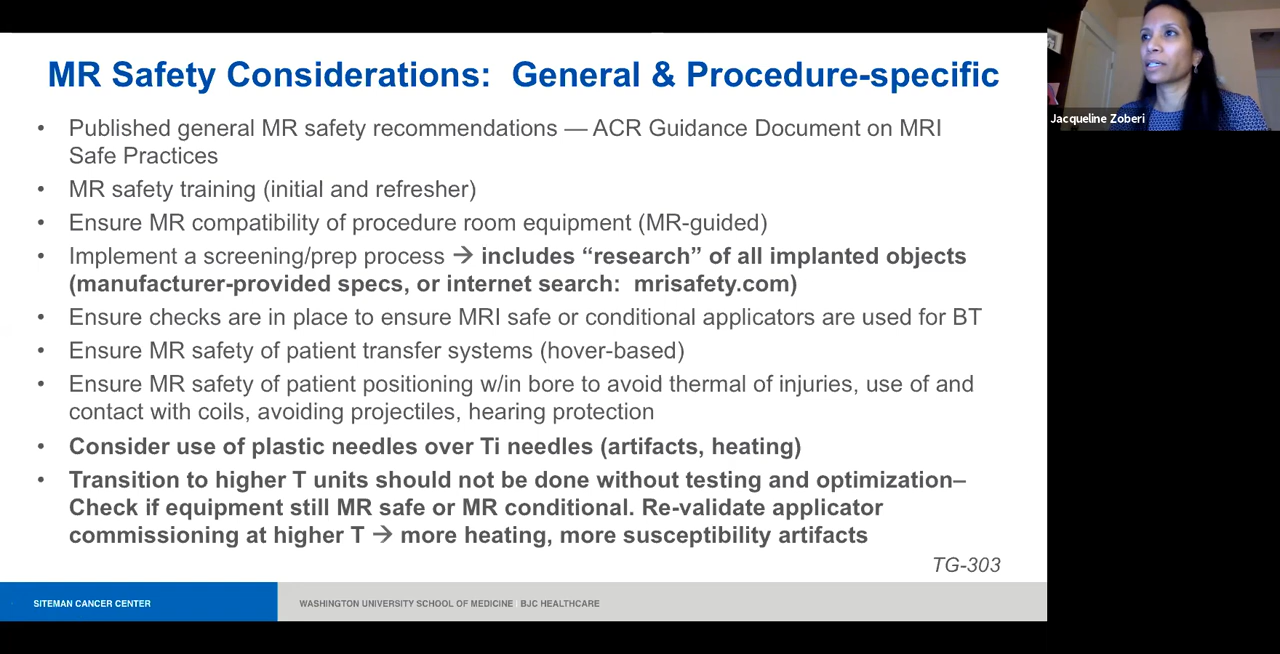 MR Safety Considerations:  General & Procedure-specific
• Published general MR safety recommendations — ACR Guidance Document on MRI
Safe Practices
• MR safety training (initial and refresher)
• Ensure MR compatibility of procedure room equipment (MR-guided)
• Implement a screening/prep process → includes “research” of all implanted objects
(manufacturer-provided specs, or internet search:  mrisafety.com)
• Ensure checks are in place to ensure MRI safe or conditional applicators are used for BT
• Ensure MR safety of patient transfer systems (hover-based)
• Ensure MR safety of patient positioning w/in bore to avoid thermal of injuries, use of and
contact with coils, avoiding projectiles, hearing protection
• Consider use of plastic needles over Ti needles (artifacts, heating)
• Transition to higher T units should not be done without testing and optimization–
Check if equipment still MR safe or MR conditional. Re-validate applicator
commissioning at higher T → more heating, more susceptibility artifacts
TG-303
SITEMAN CANCER CENTER
WASHINGTON UNIVERSITY SCHOOL OF MEDICINE | BJC HEALTHCARE
Jacqueline Zoberi